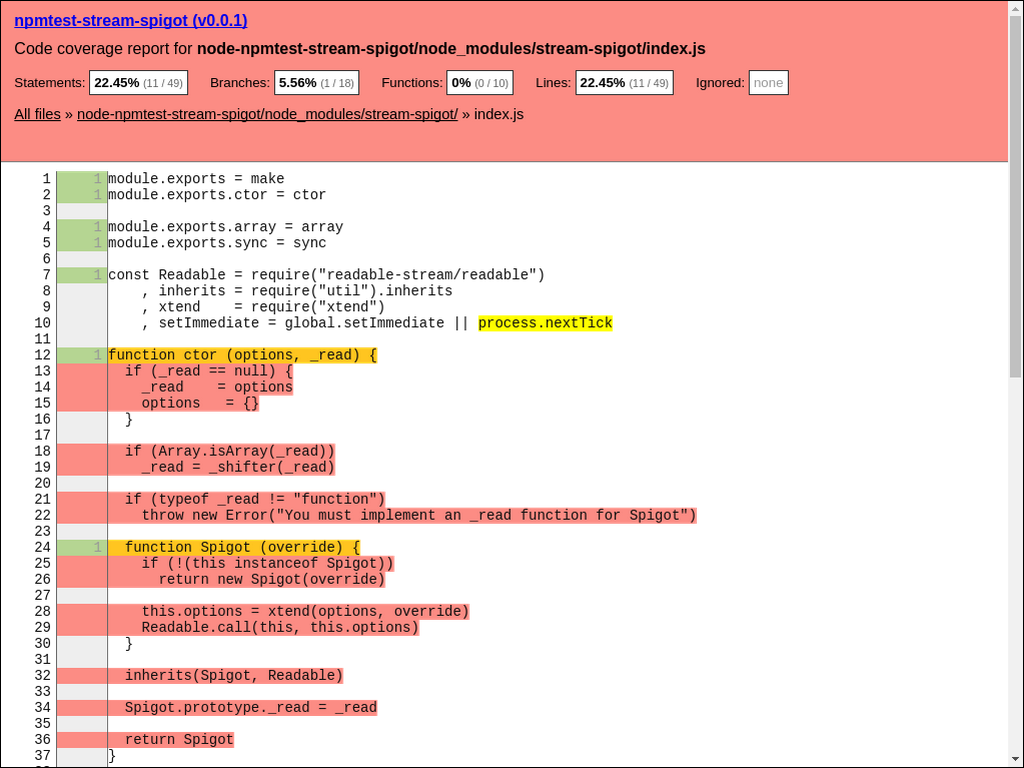 npmtest-stream-spigot (v0.0.1)
Code coverage report for node-npmtest-stream-spigot/node_modules/stream-spigot/index.js
Statements: 22.45% (11 / 49) Branches: 5.56% (1 / 18) Functions: 0% (0 / 10) Lines: 22.45% (11 / 49) Ignored: none
All files » node-npmtest-stream-spigot/node_modules/stream-spigot/ » index.js
1 1 module.exports = make
2 1 module.exports.ctor = ctor
3
4 1 module.exports.array = array
5 1 module.exports.sync = sync
6
7 1 const Readable = require("readable-stream/readable")
8     , inherits = require("util").inherits
9     , xtend    = require("xtend")
10     , setImmediate = global.setImmediate || process.nextTick
11
12 1 function ctor (options, _read) {
13   if (_read == null) {
14     _read    = options
15     options   = {}
16   }
17
18   if (Array.isArray(_read))
19     _read = _shifter(_read)
20
21   if (typeof _read != "function")
22     throw new Error("You must implement an _read function for Spigot")
23
24 1   function Spigot (override) {
25     if (!(this instanceof Spigot))
26       return new Spigot(override)
27
28     this.options = xtend(options, override)
29     Readable.call(this, this.options)
30   }
31
32   inherits(Spigot, Readable)
33
34   Spigot.prototype._read = _read
35
36   return Spigot
37 }